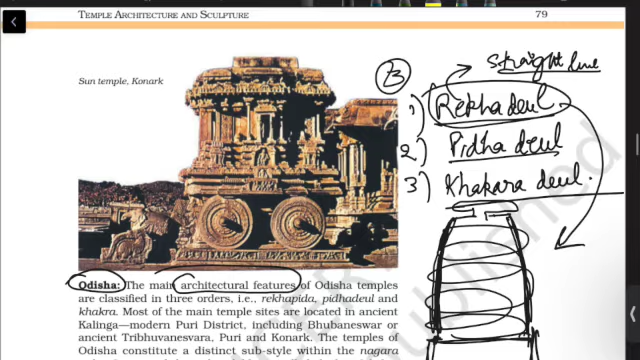 TEMPLE ARCHITECTURE AND SCULPTURE
79
Sun temple, Konark
B
straight line
1) Rekha deul
2) Pidha deul
3) Khakara deul.
Odisha: The main architectural features of Odisha temples
are classified in three orders, i.e., rekhapida, pidhadeul and
khakra. Most of the main temple sites are located in ancient
Kalinga—modern Puri District, including Bhubaneswar or
ancient Tribhuvanesvara, Puri and Konark. The temples of
Odisha constitute a distinct sub-style within the nagara